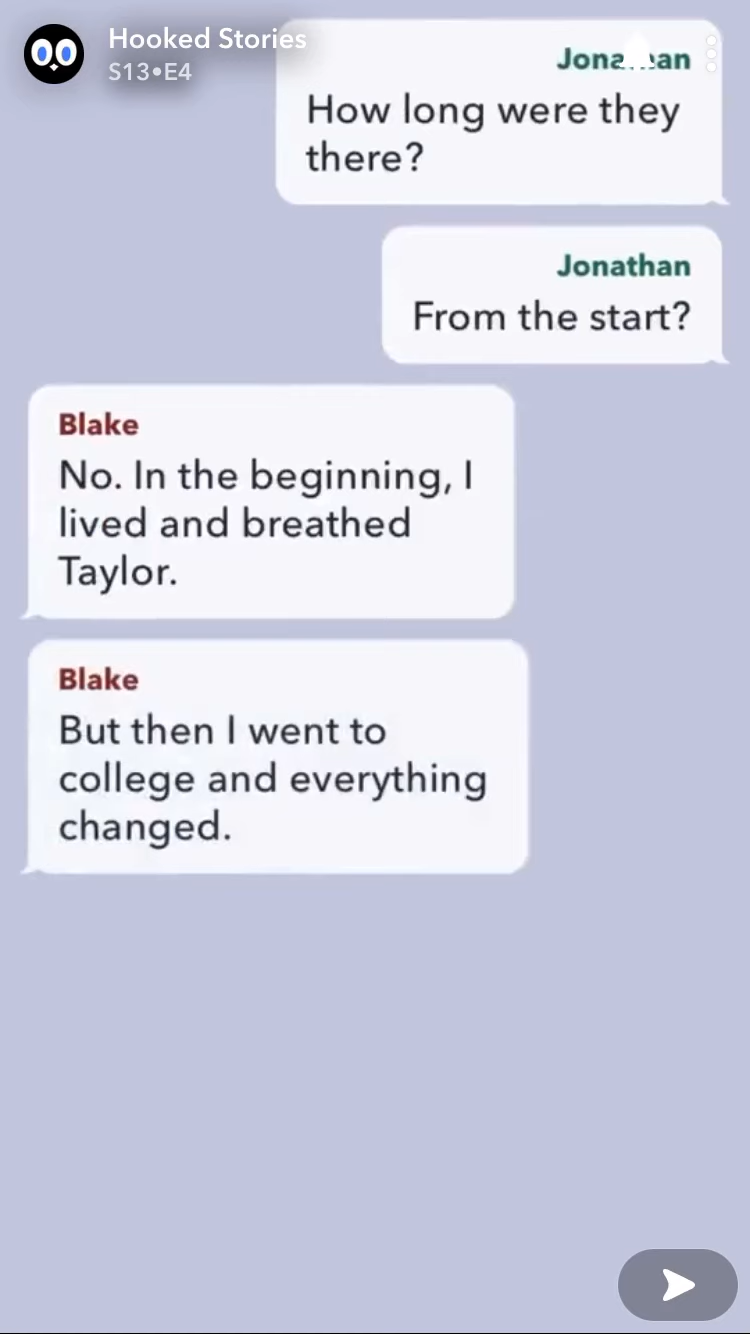 Hooked Stories
S13•E4
How long were they
there?
Jonathan
From the start?
Blake
No. In the beginning, I
lived and breathed
Taylor.
Blake
But then I went to
college and everything
changed.